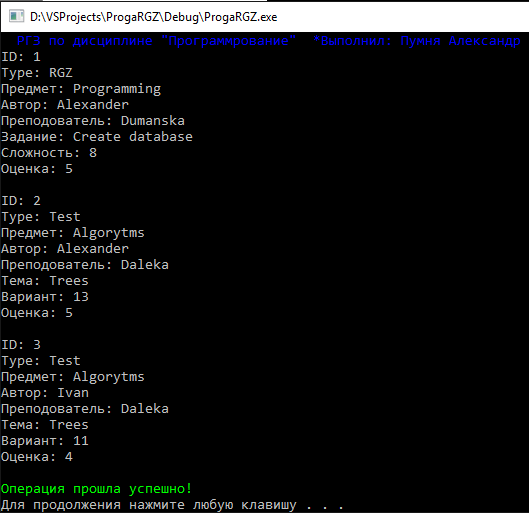 D:\VSProjects\ProgaRGZ\Debug\ProgaRGZ.exe
РГЗ по дисциплине "Программирование" *Выполнил: Лумня Александр
ID: 1
Type: RGZ
Предмет: Programming
Автор: Alexander
Преподователь: Dumanska
Задание: Create database
Сложность: 8
Оценка: 5
ID: 2
Type: Test
Предмет: Algorytms
Автор: Alexander
Преподователь: Daleka
Тема: Trees
Вариант: 13
Оценка: 5
ID: 3
Type: Test
Предмет: Algorytms
Автор: Ivan
Преподователь: Daleka
Тема: Trees
Вариант: 11
Оценка: 4
Операция прошла успешно!
Для продолжения нажмите любую клавишу . . .